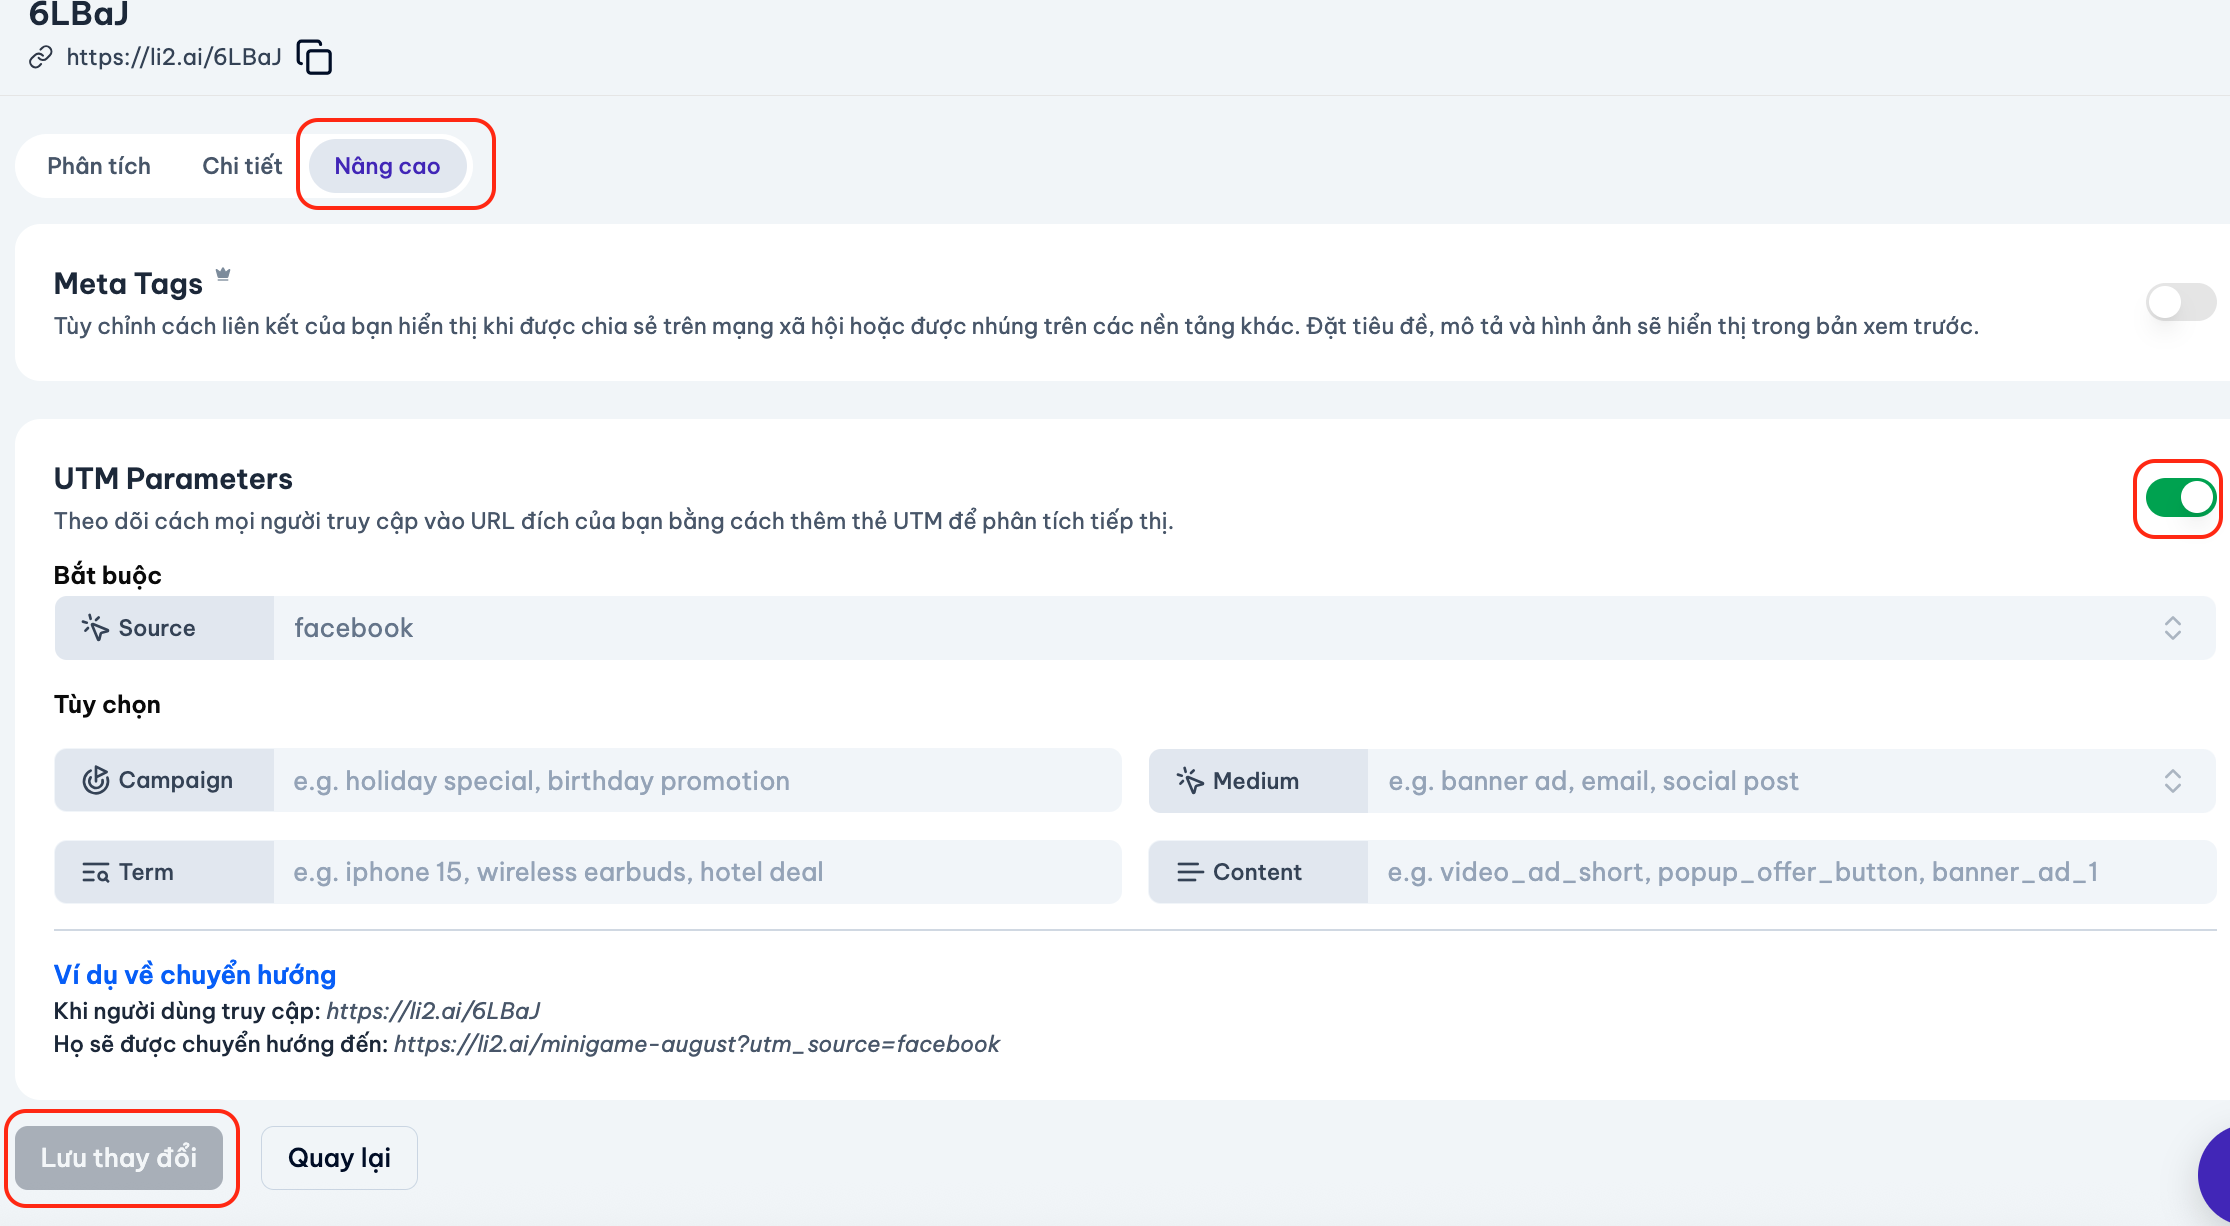 6LBaJ
https://li2.ai/6LBaJ
Phân tích
Chi tiết
Nâng cao
Meta Tags
Tùy chỉnh cách liên kết của bạn hiển thị khi được chia sẻ trên mạng xã hội hoặc được nhúng trên các nền tảng khác. Đặt tiêu đề, mô tả và hình ảnh sẽ hiển thị trong bản xem trước.
UTM Parameters
Theo dõi cách mọi người truy cập vào URL đích của bạn bằng cách thêm thẻ UTM để phân tích tiếp thị.
Bắt buộc
Source
facebook
Tùy chọn
Campaign
e.g. holiday special, birthday promotion
Medium
e.g. banner ad, email, social post
Term
e.g. iphone 15, wireless earbuds, hotel deal
Content
e.g. video_ad_short, popup_offer_button, banner_ad_1
Ví dụ về chuyển hướng
Khi người dùng truy cập: https://li2.ai/6LBaJ
Họ sẽ được chuyển hướng đến: https://li2.ai/minigame-august?utm_source=facebook
Lưu thay đổi
Quay lại